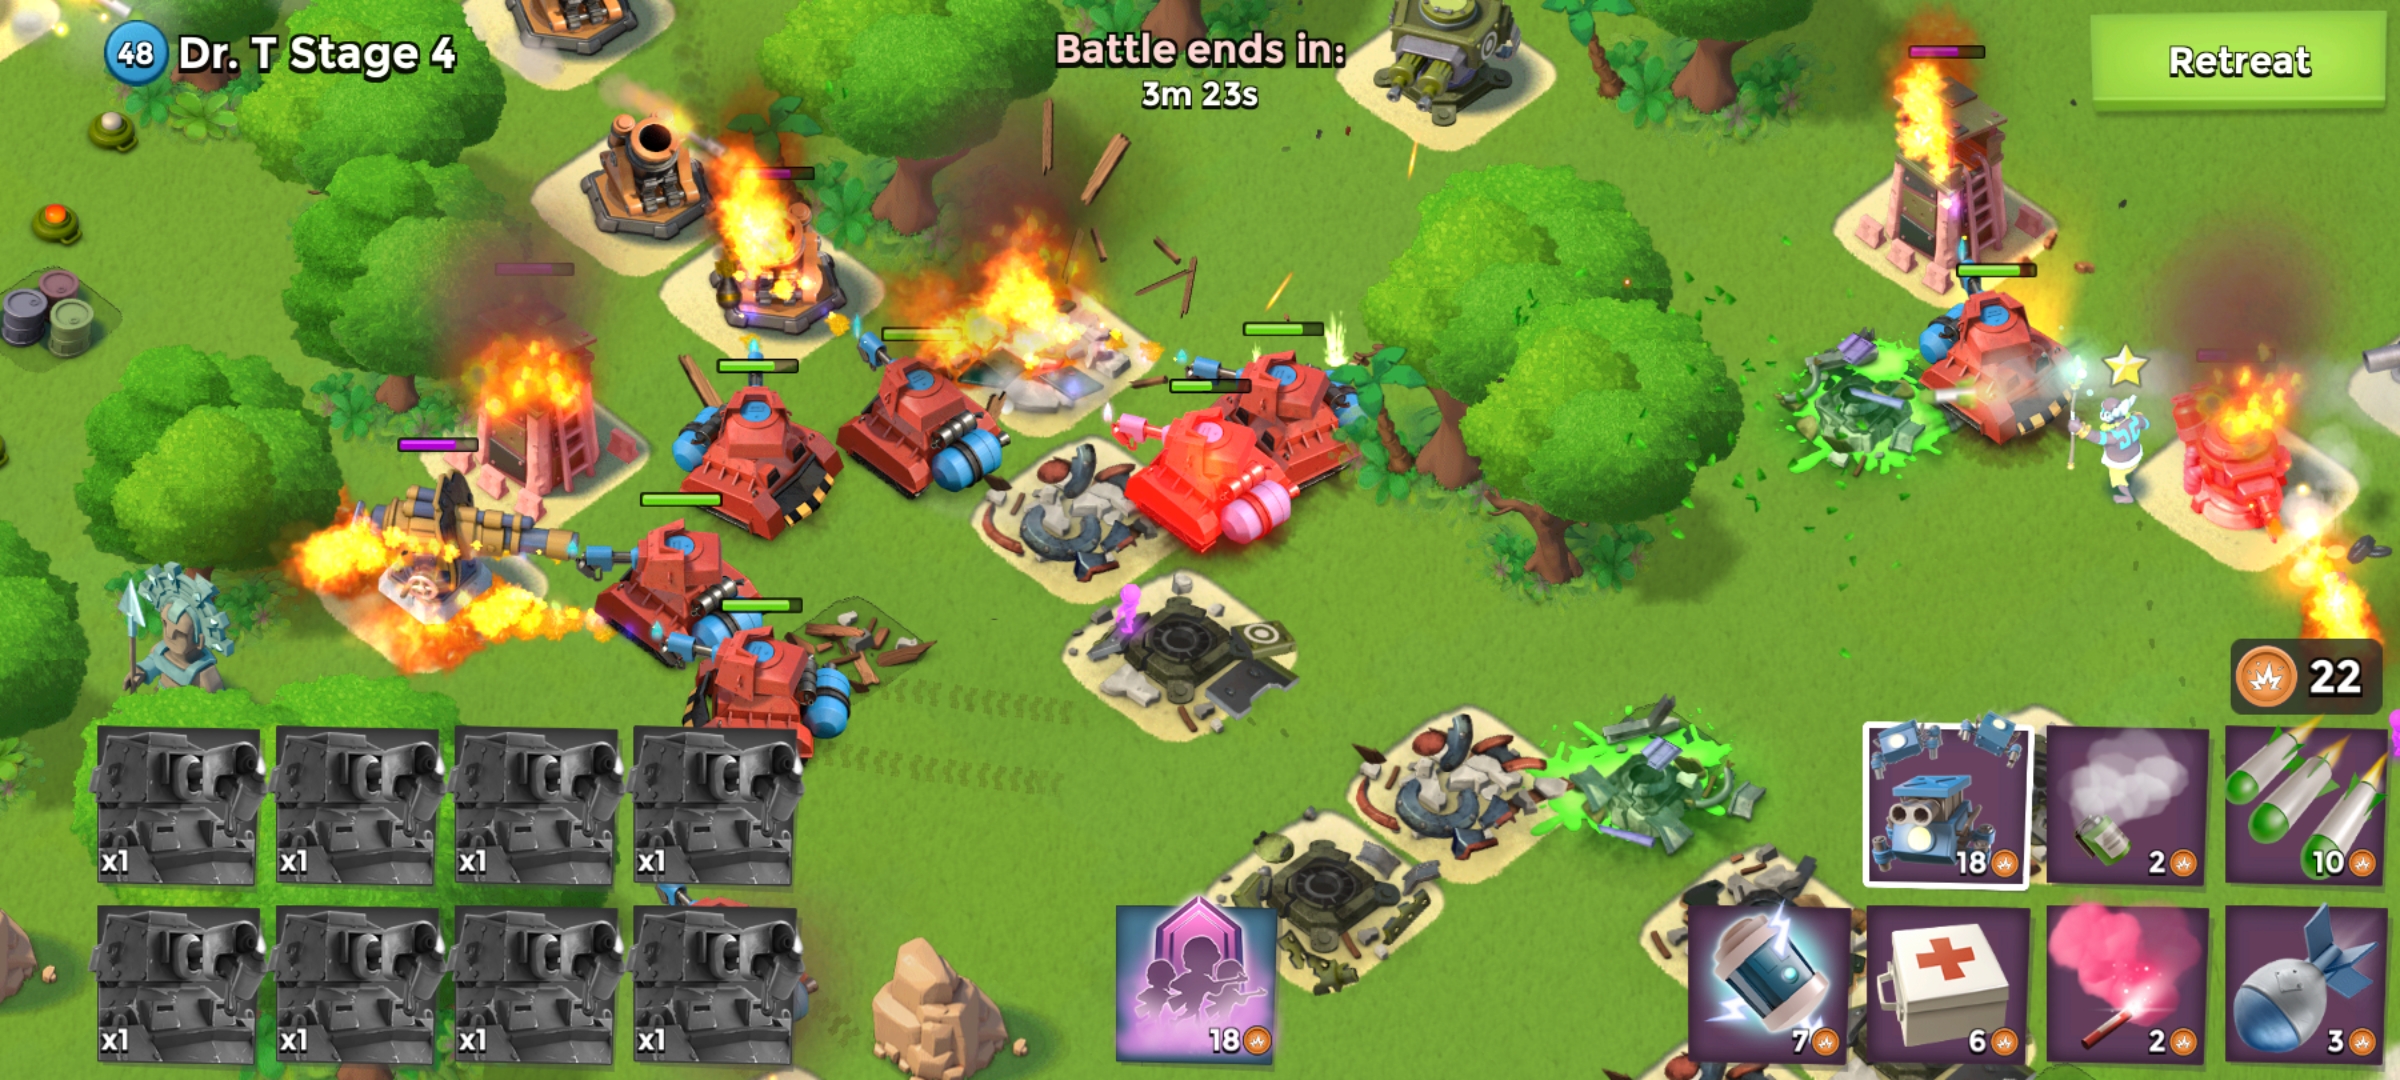 48 Dr. T Stage 4
Battle ends in:
3m 23s
Retreat
22
x1 x1 x1 x1
18 2 10
x1 x1 x1 x1
18
7 6 2 3